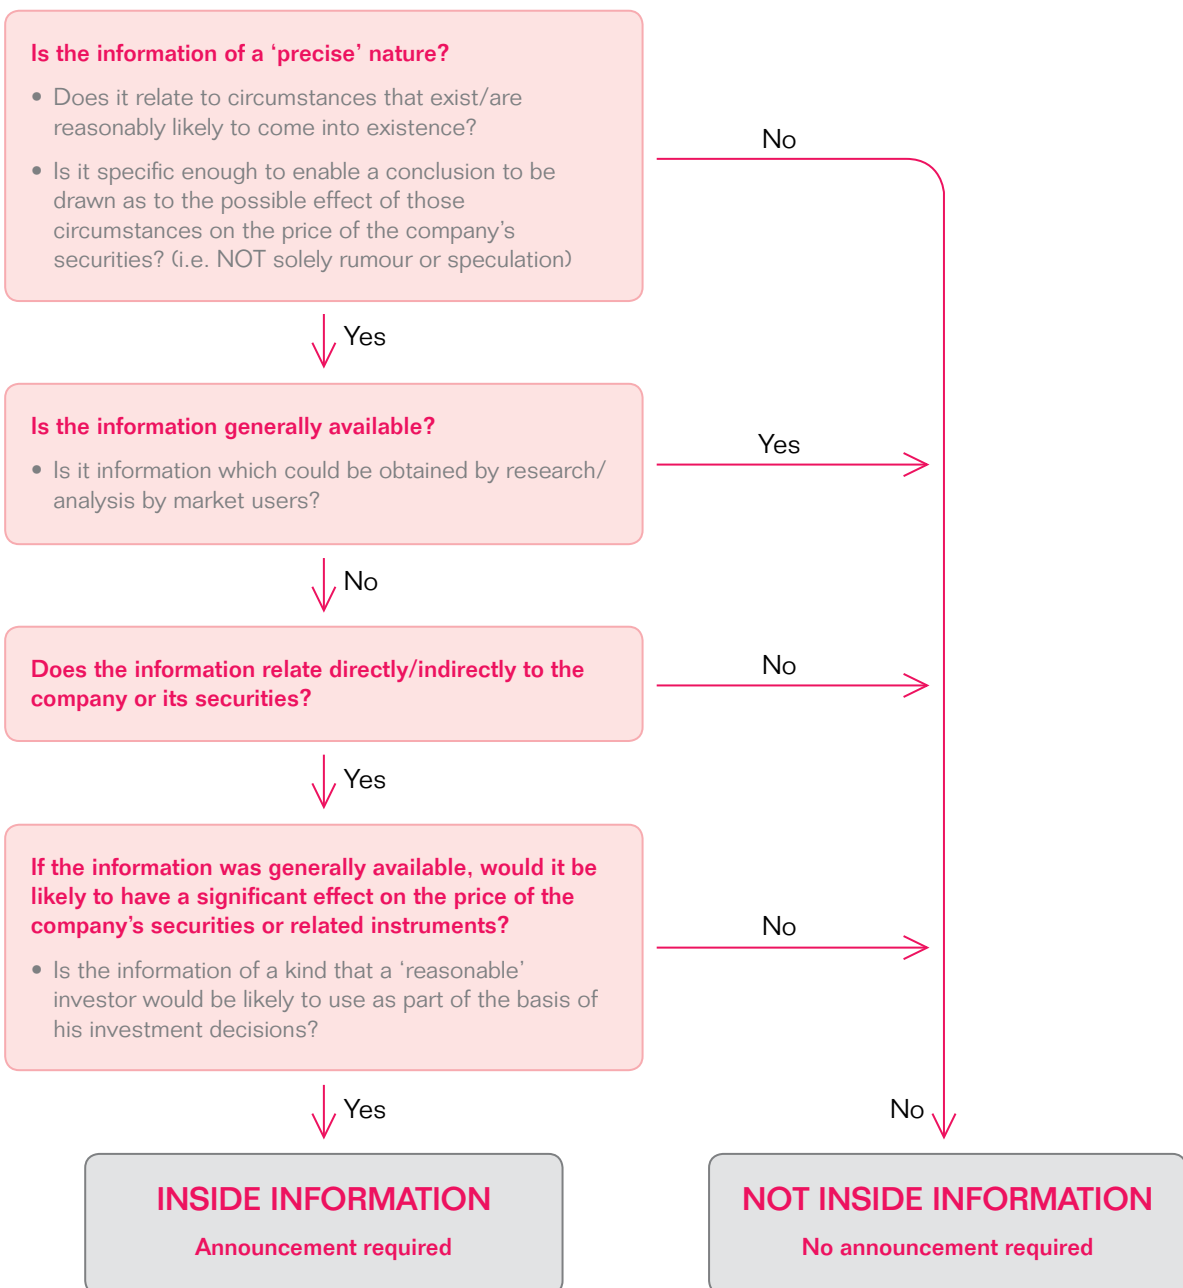 Is the information of a ‘precise’ nature?
• Does it relate to circumstances that exist/are
reasonably likely to come into existence?
• Is it specific enough to enable a conclusion to be
drawn as to the possible effect of those
circumstances on the price of the company’s
securities? (i.e. NOT solely rumour or speculation)
No
Yes
Is the information generally available?
• Is it information which could be obtained by research/
analysis by market users?
Yes
No
Does the information relate directly/indirectly to the
company or its securities?
No
Yes
If the information was generally available, would it be
likely to have a significant effect on the price of the
company’s securities or related instruments?
• Is the information of a kind that a ‘reasonable’
investor would be likely to use as part of the basis of
his investment decisions?
No
Yes
No
INSIDE INFORMATION
Announcement required
NOT INSIDE INFORMATION
No announcement required